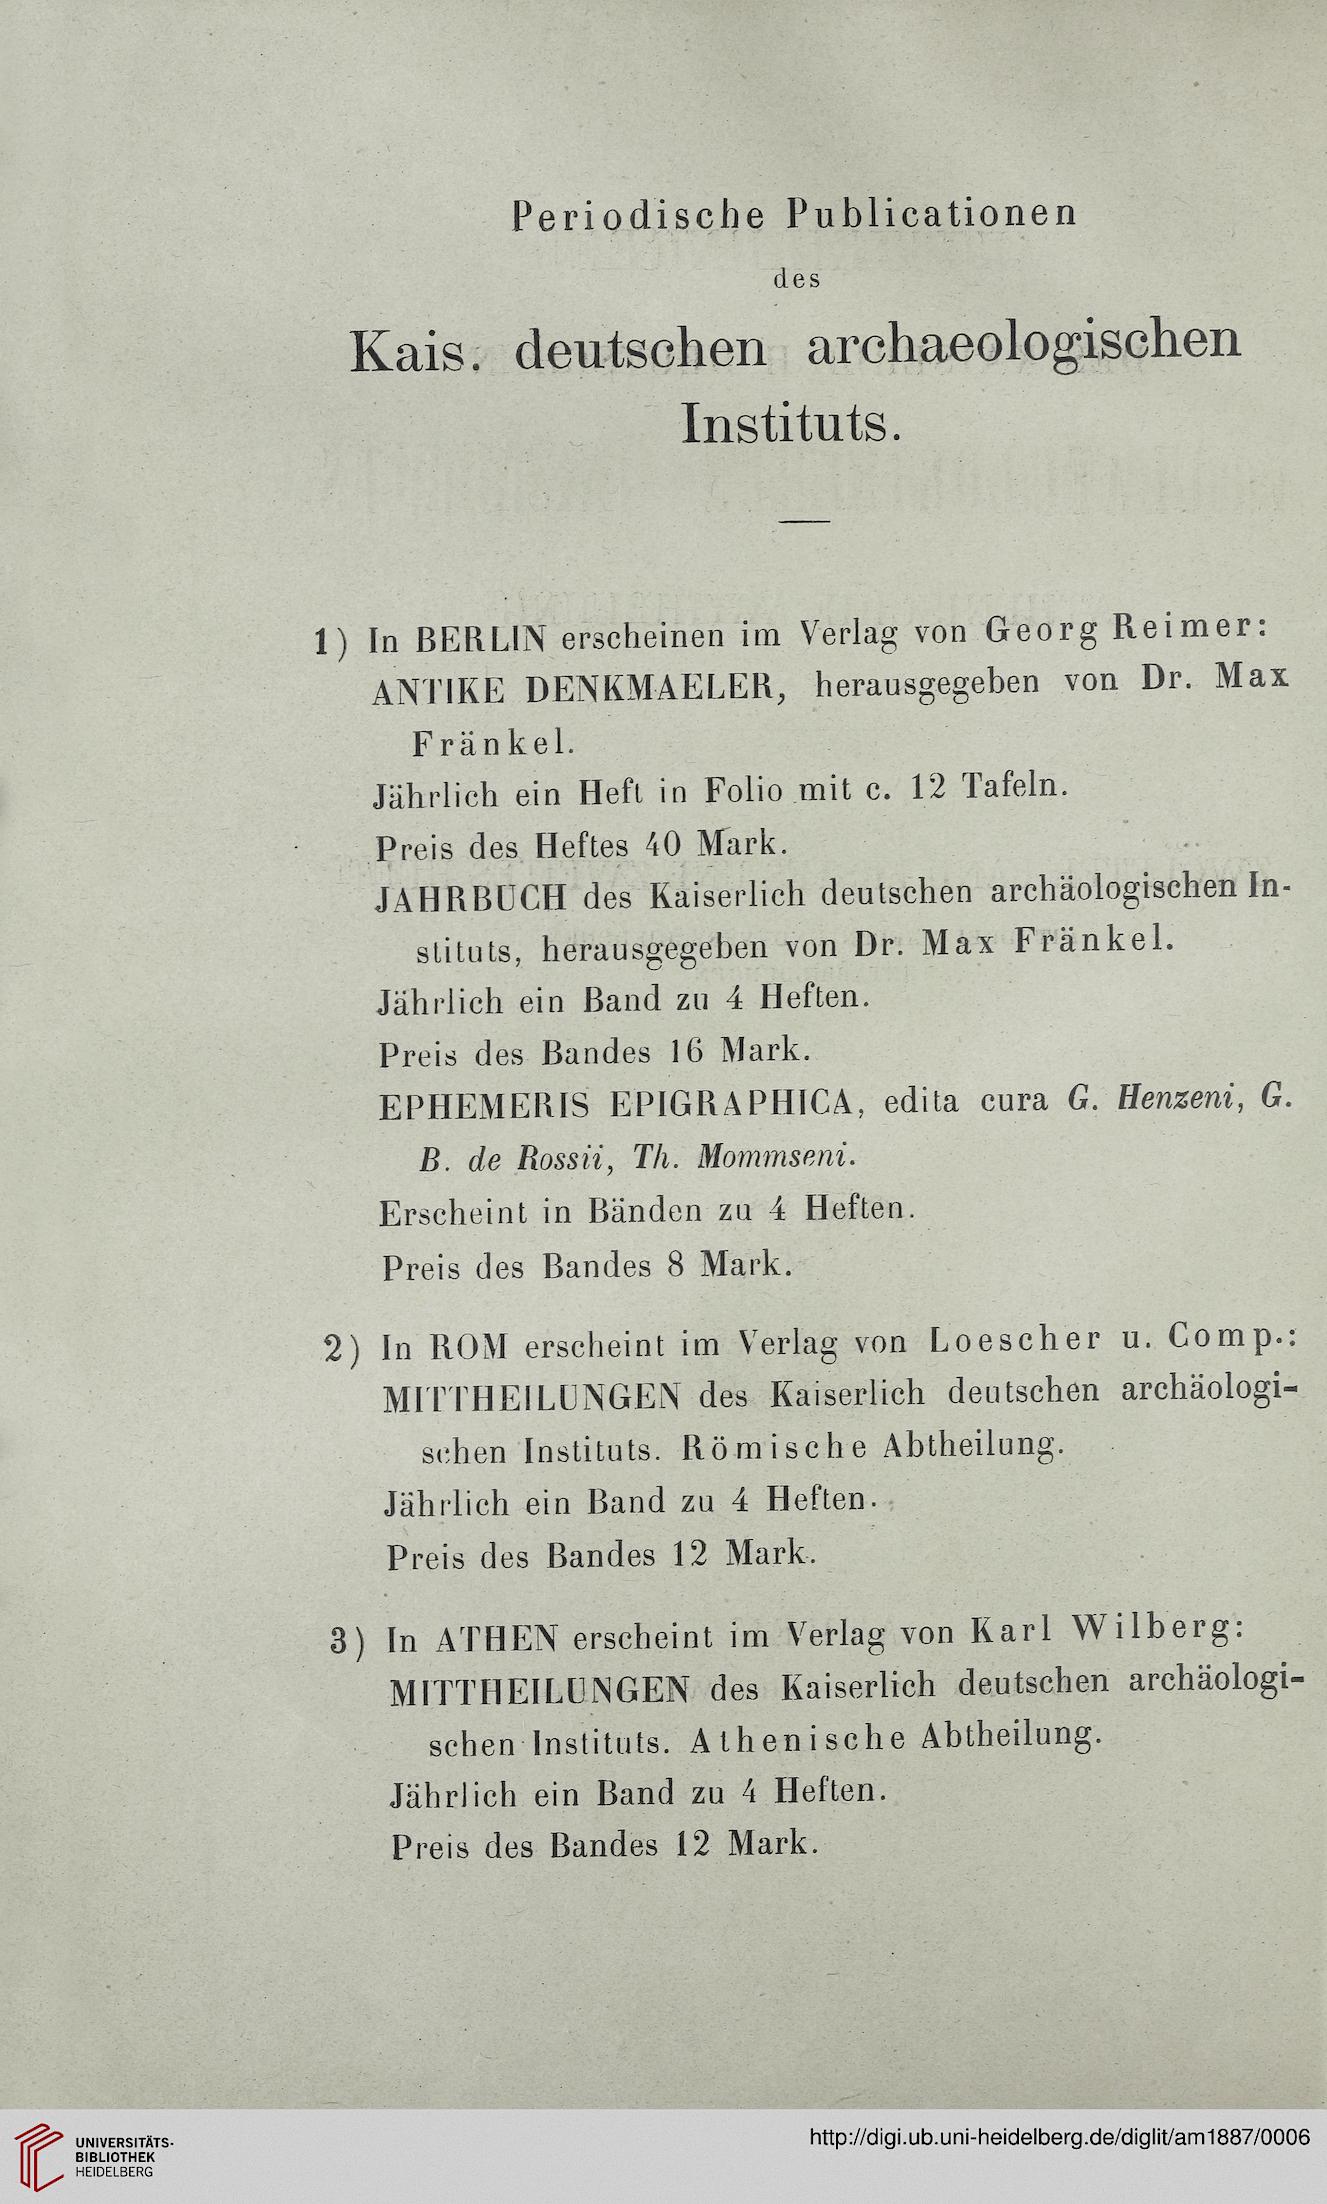 Periodische Publicationen
des
Kais. deutschen archaeologischen
Instituts.
1) In BERLIN erscheinen im Verlag von Georg Reimer:
ANTIKE DENKMAELER, herausgegeben von Dr. Max
Fränkel.
Jährlich ein Heft in Folio mit c. 12 Tafeln.
Preis des Heftes 40 Mark.
JAHRBUCH des Kaiserlich deutschen archäologischen In-
stituts, herausgegeben von Dr. Max Fränkel.
Jährlich ein Band zu 4 Heften.
Preis des Bandes 16 Mark.
EPHEMERIS EPIGRAPHICA, edita cura G. Henzeni, G.
B. de Rossii, Th. Mommseni.
Erscheint in Bänden zu 4 Heften.
Preis des Bandes 8 Mark.
2) In ROM erscheint im Verlag von Loescher u. Comp.:
MITTHEILUNGEN des Kaiserlich deutschen archäologi-
schen Instituts. Römische Abtheilung.
Jährlich ein Band zu 4 Heften.
Preis des Bandes 12 Mark.
3) In ATHEN erscheint im Verlag von Karl Wilberg:
MITTHEILUNGEN des Kaiserlich deutschen archäologi-
schen Instituts. Athenische Abtheilung.
Jährlich ein Band zu 4 Heften.
Preis des Bandes 12 Mark.
UNIVERSITÄTS-
BIBLIOTHEK
HEIDELBERG
http://digi.ub.uni-heidelberg.de/diglit/am1887/0006